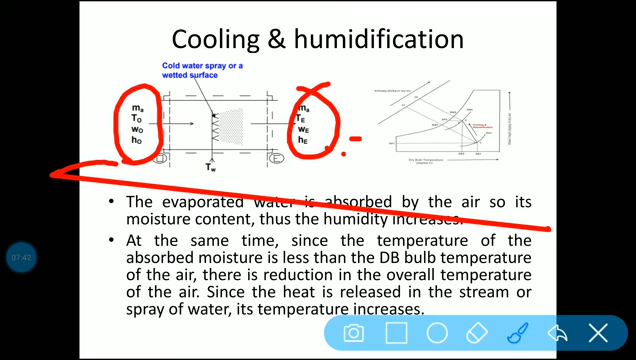 Cooling & humidification
Cold water spray or a
wetted surface
ma
TO
wO
hO
ma
TE
wE
hE
Tw
• The evaporated water is absorbed by the air so its
moisture content, thus the humidity increases.
• At the same time, since the temperature of the
absorbed moisture is less than the DB bulb temperature
of the air, there is reduction in the overall temperature
of the air. Since the heat is released in the stream or
spray of water, its temperature increases.
07:42